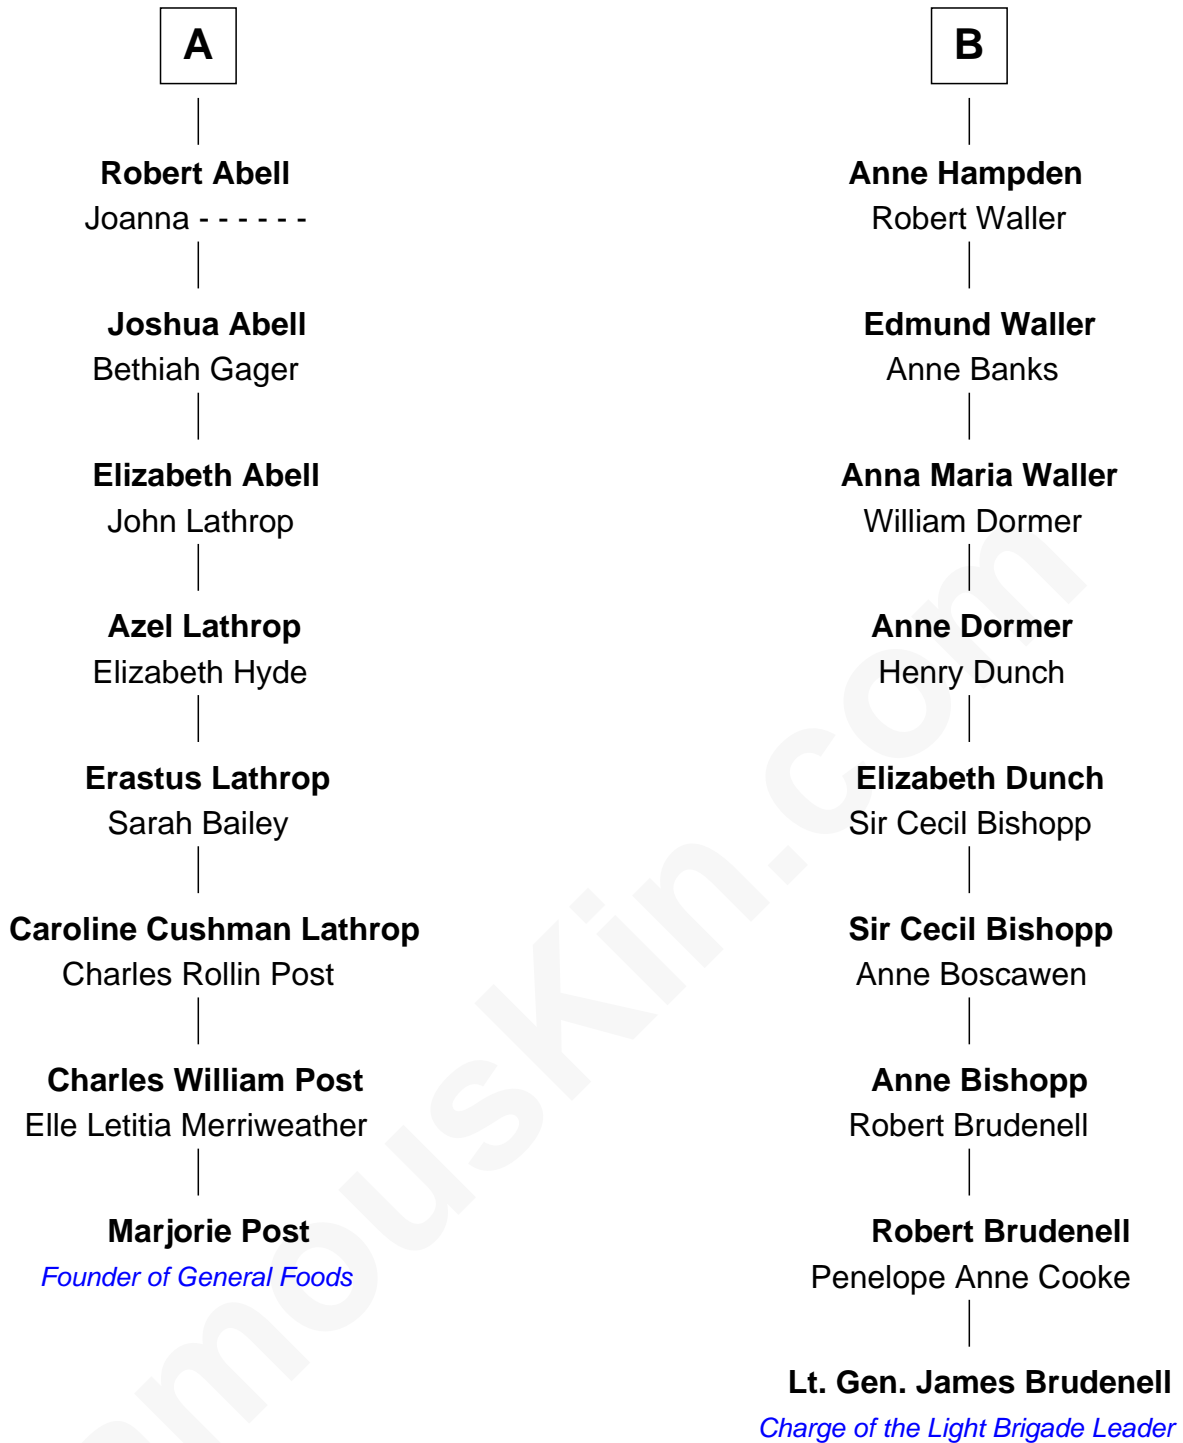 A
Robert Abell
Joanna - - - - - -
Joshua Abell
Bethiah Gager
Elizabeth Abell
John Lathrop
Azel Lathrop
Elizabeth Hyde
Erastus Lathrop
Sarah Bailey
Caroline Cushman Lathrop
Charles Rollin Post
Charles William Post
Elle Letitia Merriweather
Marjorie Post
Founder of General Foods
B
Anne Hampden
Robert Waller
Edmund Waller
Anne Banks
Anna Maria Waller
William Dormer
Anne Dormer
Henry Dunch
Elizabeth Dunch
Sir Cecil Bishopp
Sir Cecil Bishopp
Anne Boscawen
Anne Bishopp
Robert Brudenell
Robert Brudenell
Penelope Anne Cooke
Lt. Gen. James Brudenell
Charge of the Light Brigade Leader
amouskin.com